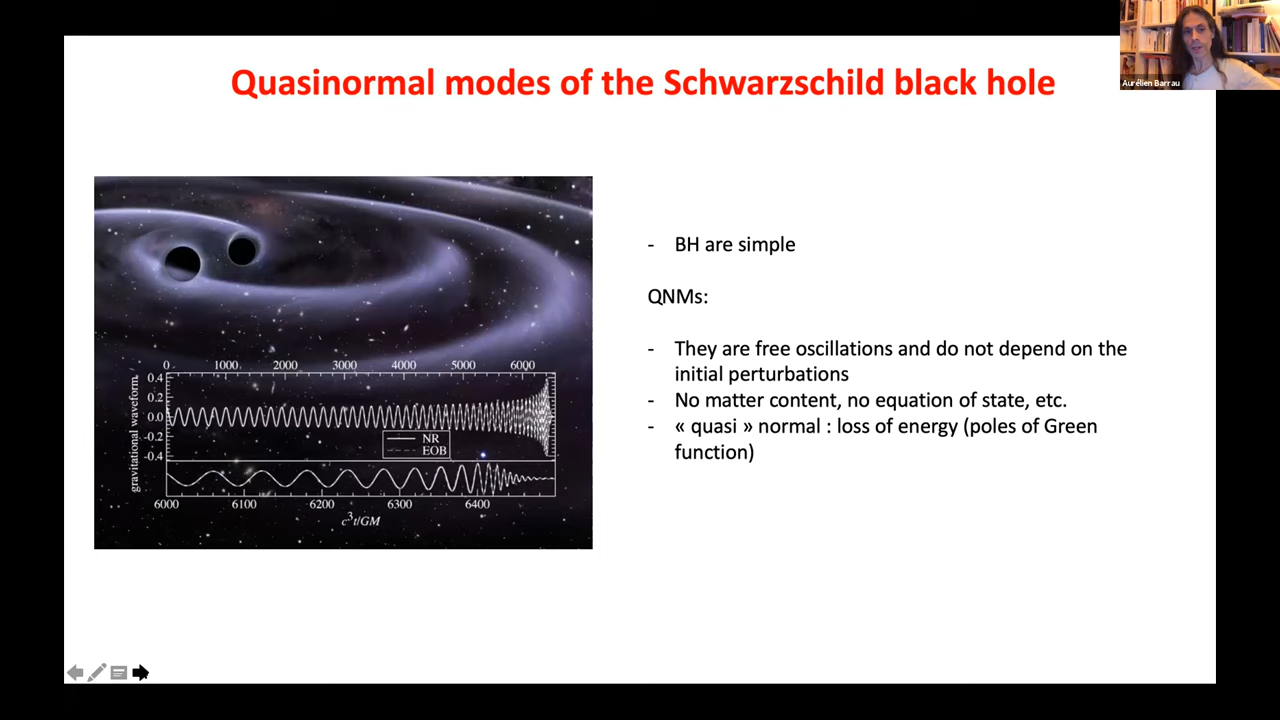 Quasinormal modes of the Schwarzschild black hole
Aurélien Barrau
- BH are simple
QNMs:
- They are free oscillations and do not depend on the
initial perturbations
- No matter content, no equation of state, etc.
- « quasi » normal : loss of energy (poles of Green
function)
0 1000 2000 3000 4000 5000 6000
0.4
0.2
0.0
-0.2
-0.4
gravitational waveform
NR
EOB
6000 6100 6200 6300 6400
c³t/GM